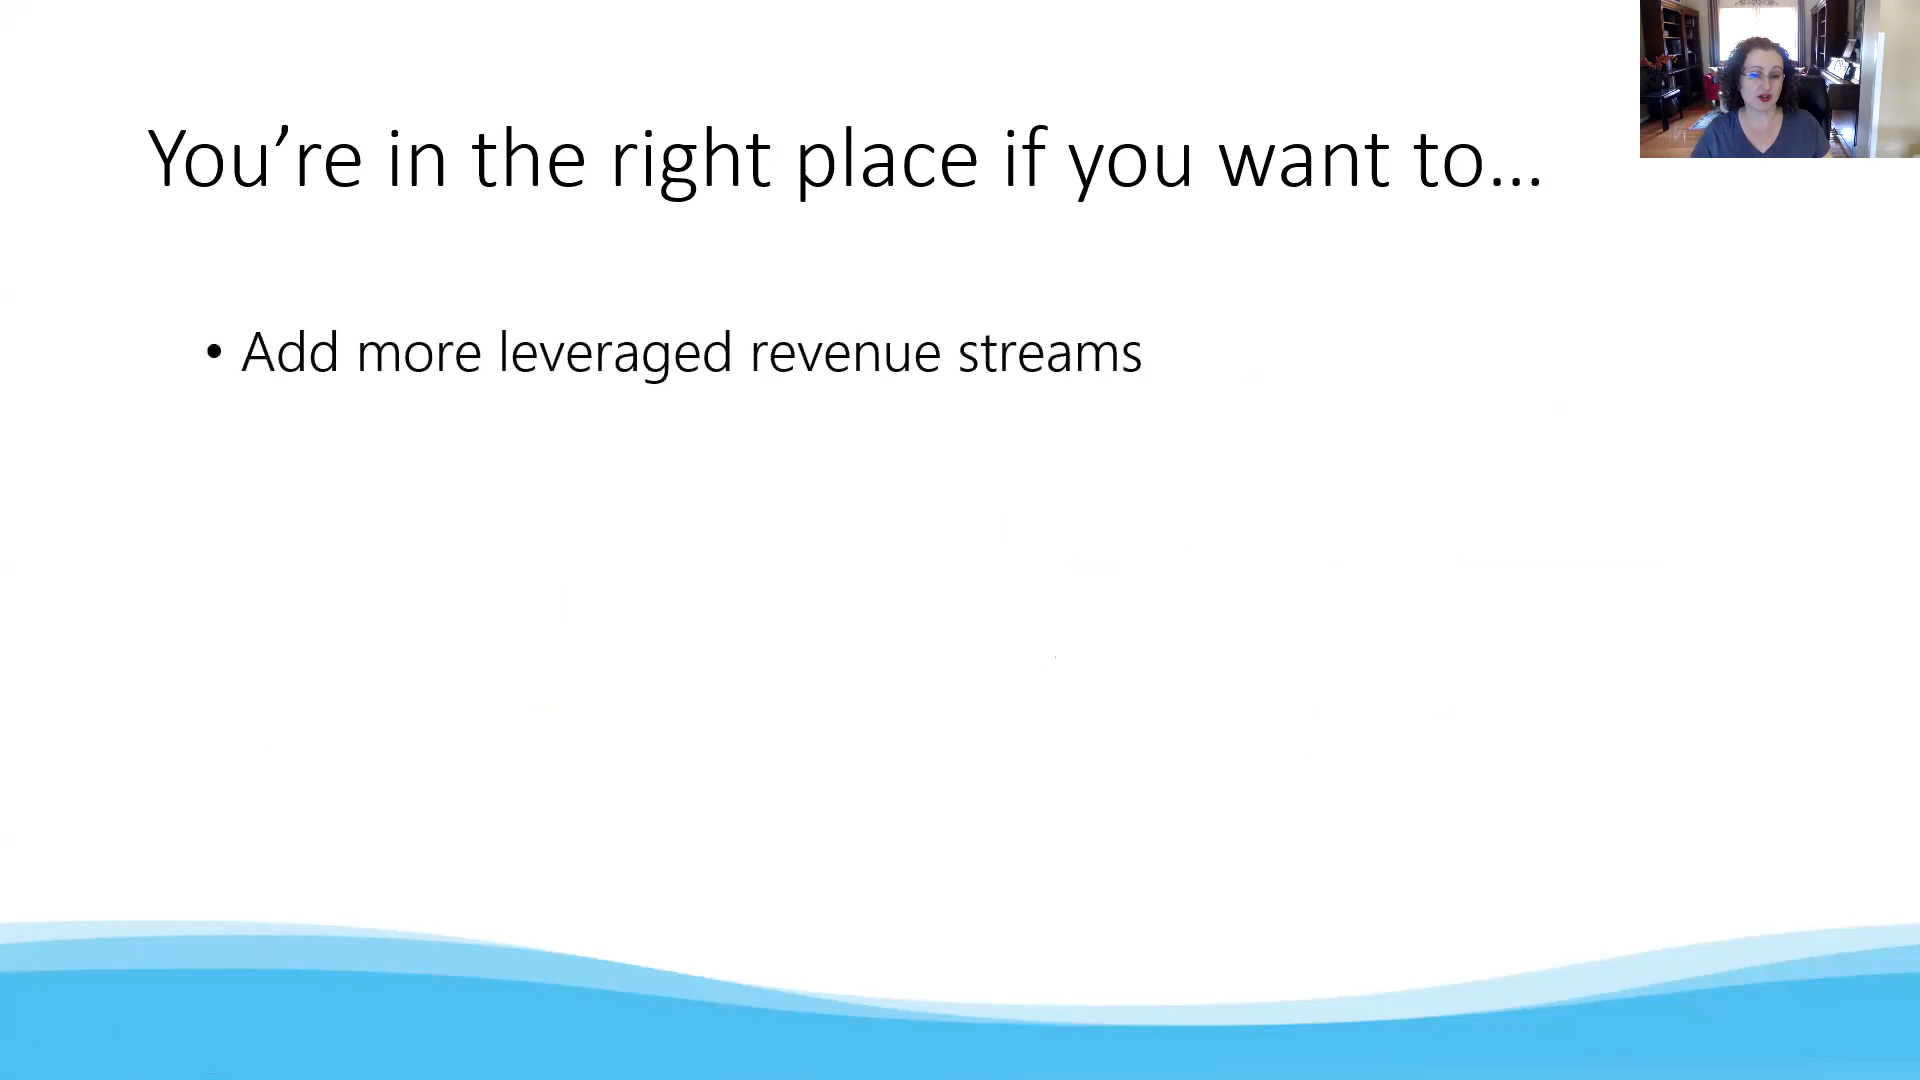 You’re in the right place if you want to...
• Add more leveraged revenue streams